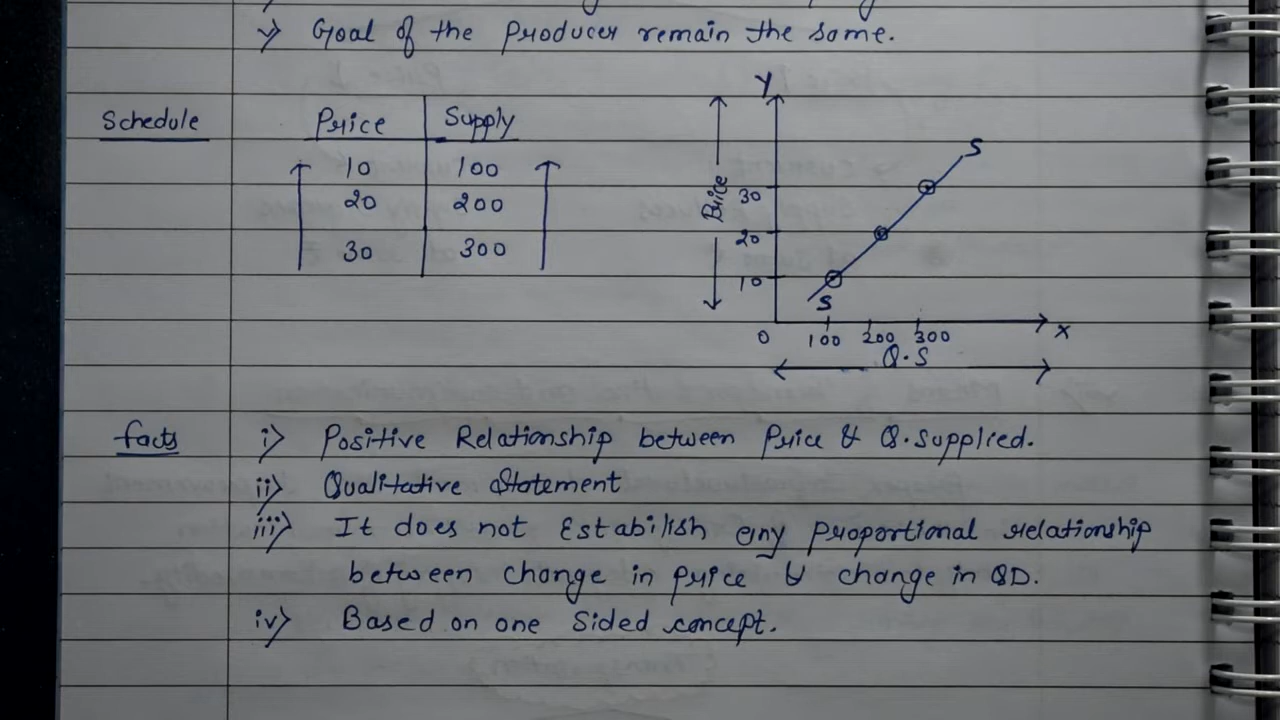 v) Goal of the Producer remain the same.
Schedule
Price Supply
10 100
20 200
30 300
Y
Price
30
20
10
S
S
0 100 200 300 X
Q.S
facts
i) Positive Relationship between Price & Q.Supplied.
ii) Qualitative Statement
iii) It does not Estabilish any proportional relationship
between change in price & change in QD.
iv) Based on one Sided concept.